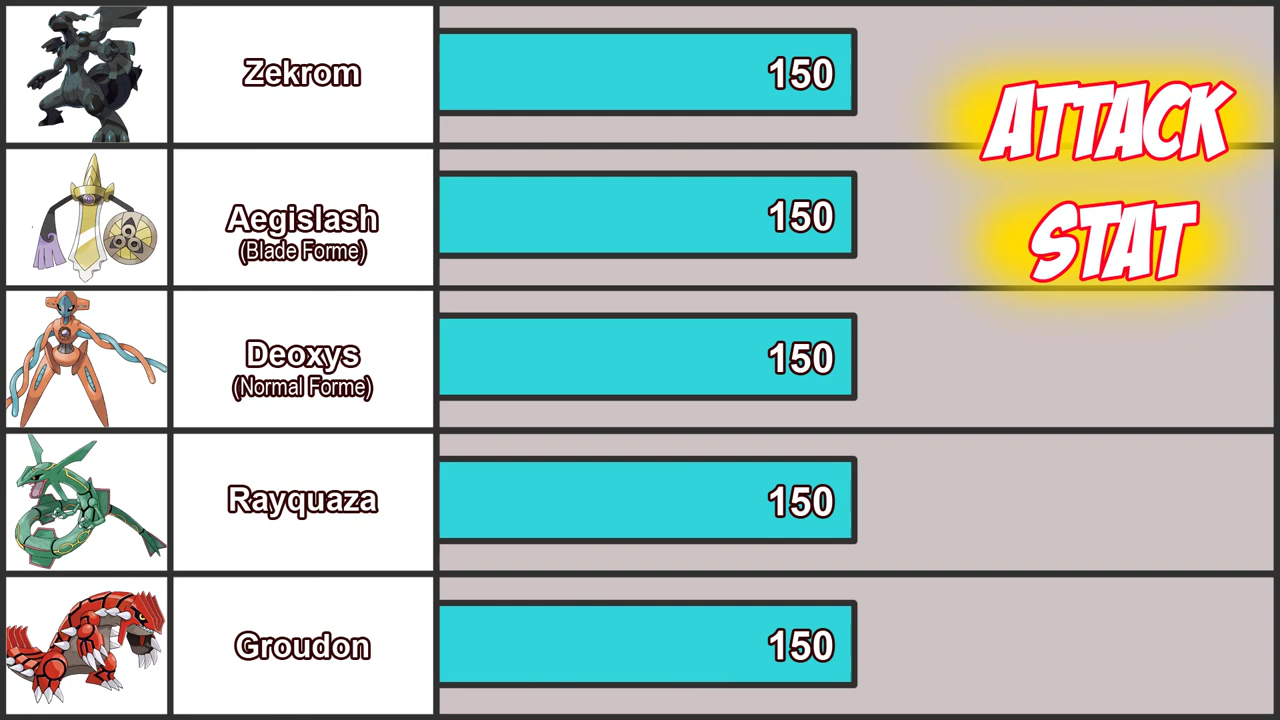 Zekrom
150
ATTACK
STAT
Aegislash
(Blade Forme)
150
Deoxys
(Normal Forme)
150
Rayquaza
150
Groudon
150